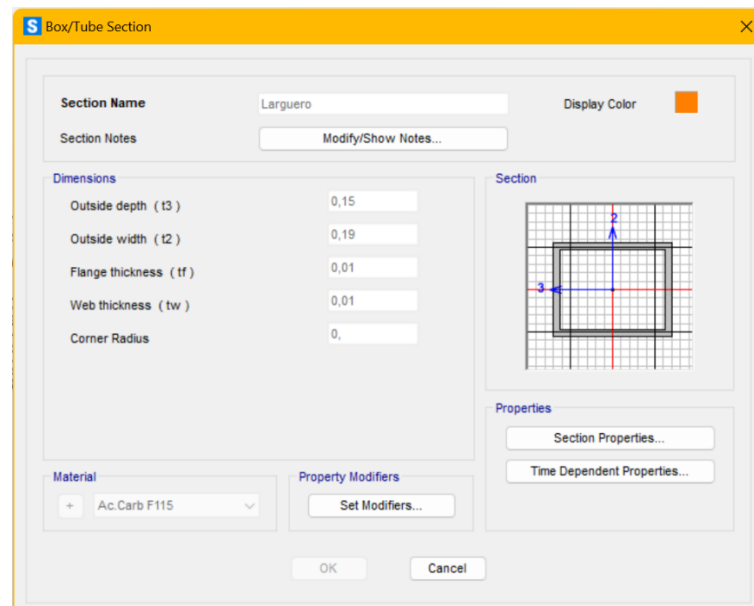 S Box/Tube Section
Section Name Larguero Display Color
Section Notes Modify/Show Notes...
Dimensions
Outside depth ( t3 ) 0,15
Outside width ( t2 ) 0,19
Flange thickness ( tf ) 0,01
Web thickness ( tw ) 0,01
Corner Radius 0,
Section
2
3
Properties
Section Properties...
Time Dependent Properties...
Material
+ Ac.Carb F115
Property Modifiers
Set Modifiers...
OK Cancel